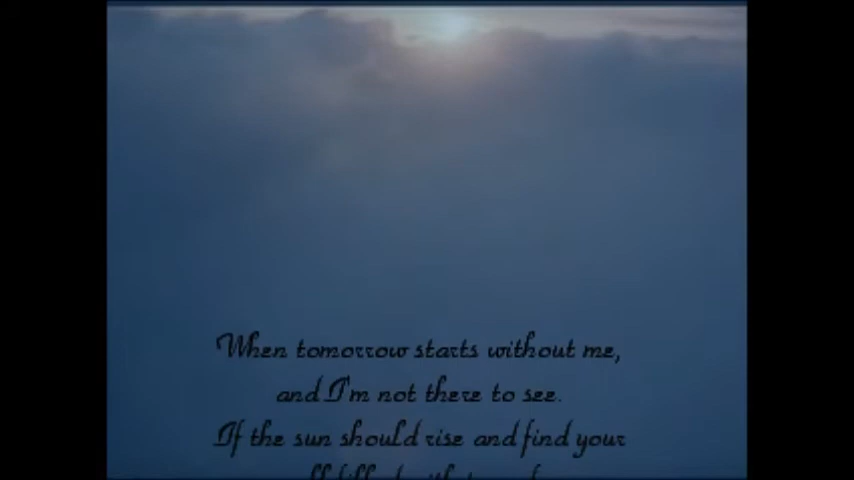 When tomorrow starts without me,
and I'm not there to see.
If the sun should rise and find your